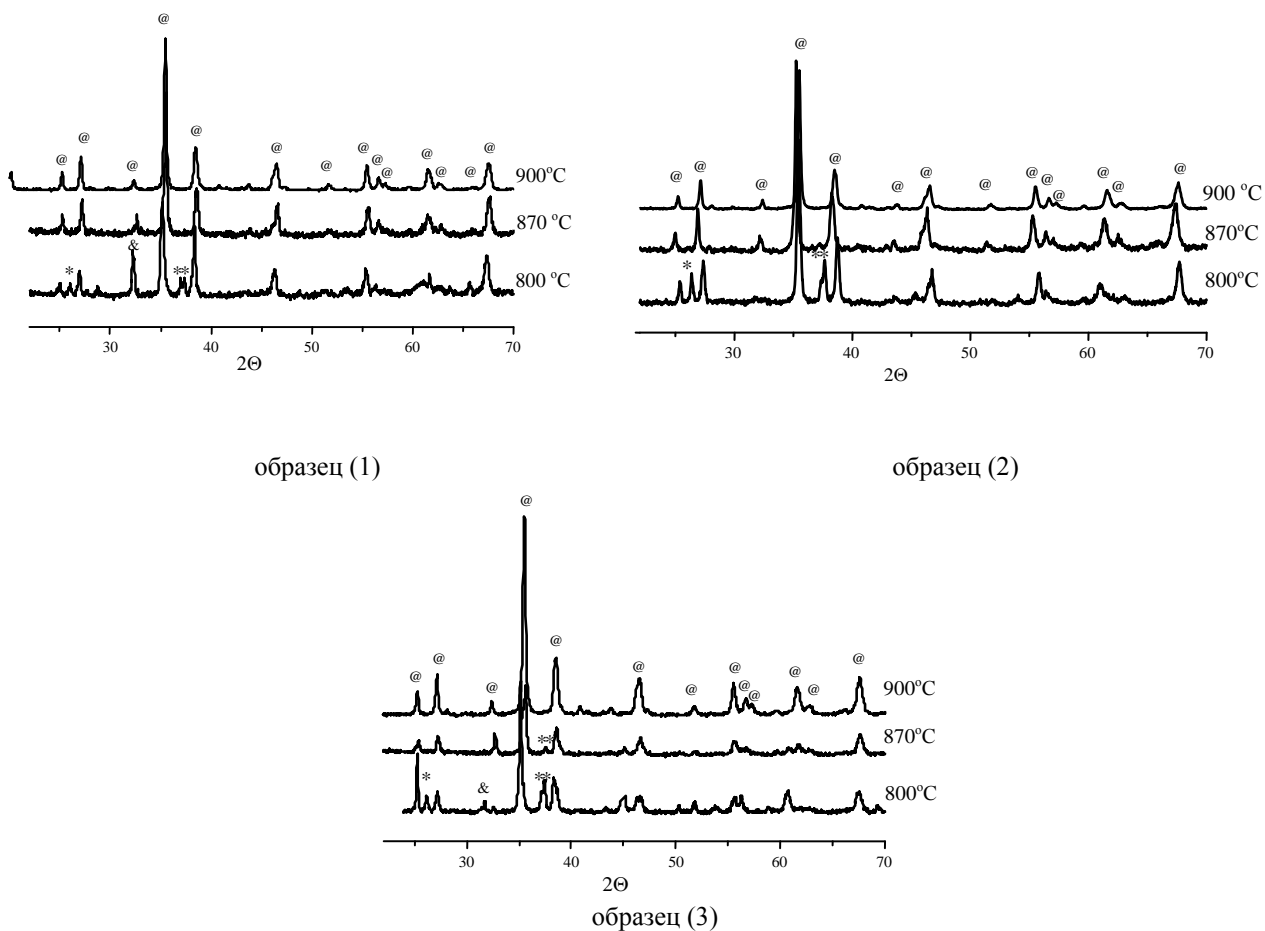 @
@ @ @ @ @ @ @ @ @ @ @ @
900°C
870 °C
&
* **
800 °C
30 40 50 60 70
2Θ
образец (1)
@
@ @ @ @ @ @ @ @ @ @ @ @ @
900 °C
870°C
* **
800°C
30 40 50 60 70
2Θ
образец (2)
@
@ @ @ @ @ @ @ @ @ @ @ @
900°C
**
870°C
* & **
800°C
30 40 50 60 70
2Θ
образец (3)